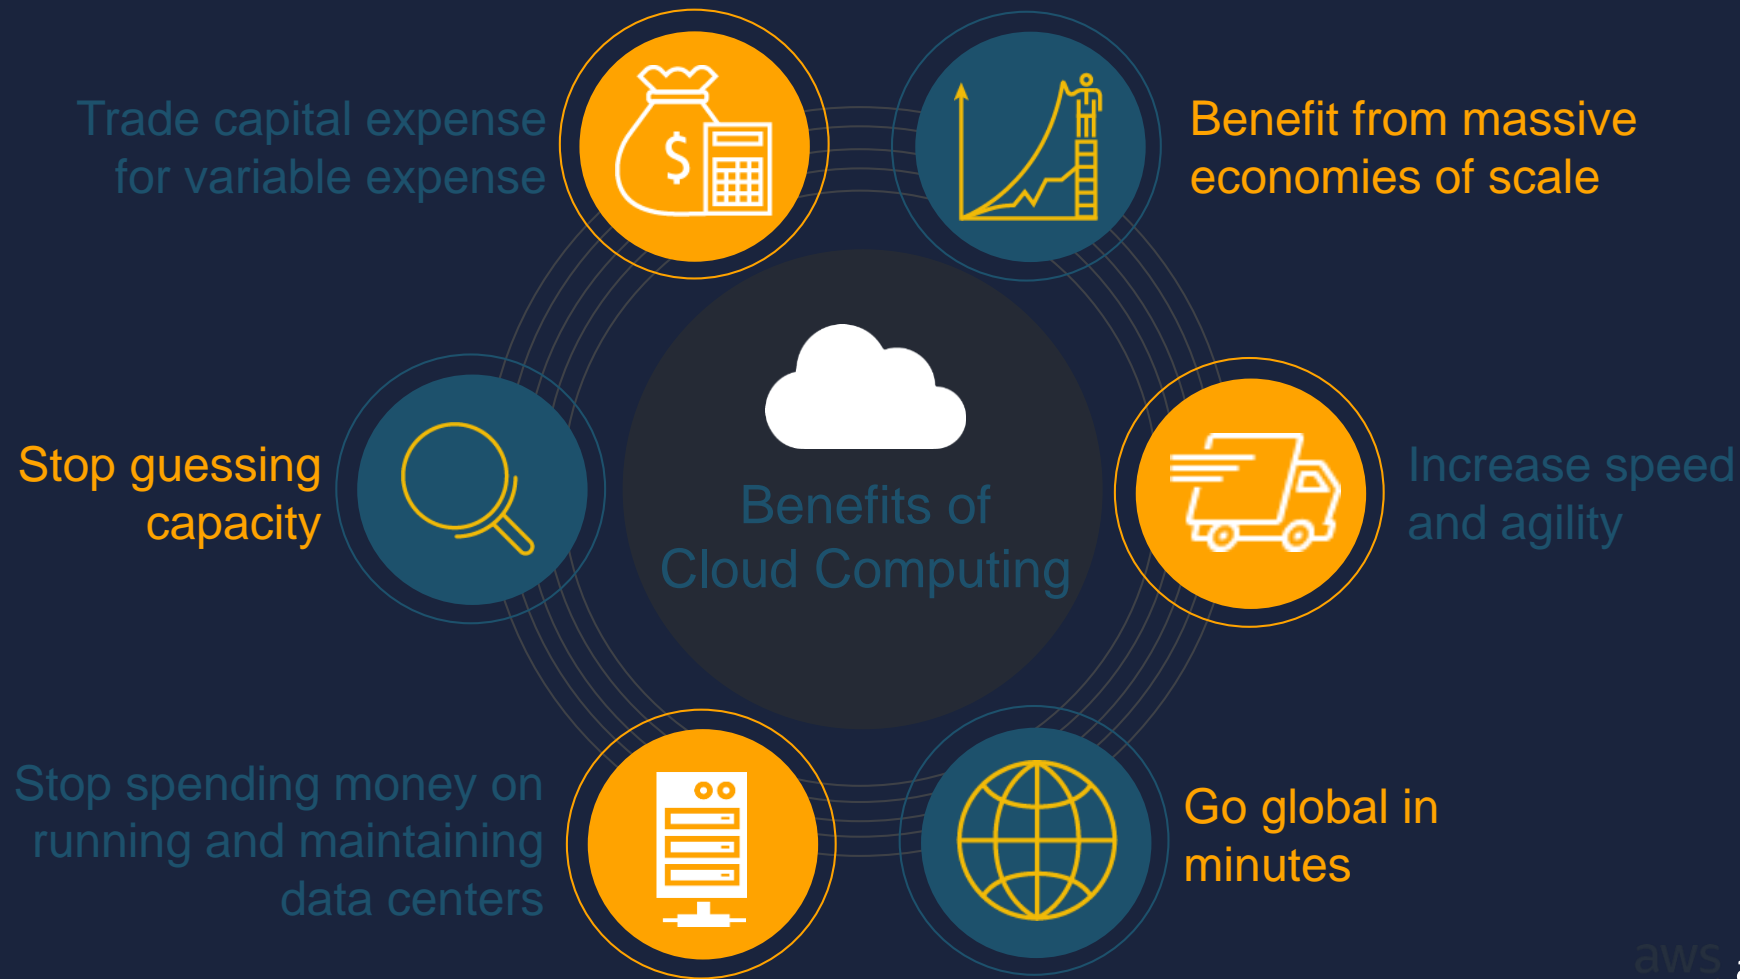 Trade capital expense
for variable expense
Benefit from massive
economies of scale
$
Stop guessing
capacity
Benefits of
Cloud Computing
Increase speed
and agility
Stop spending money on
running and maintaining
data centers
Go global in
minutes
aws